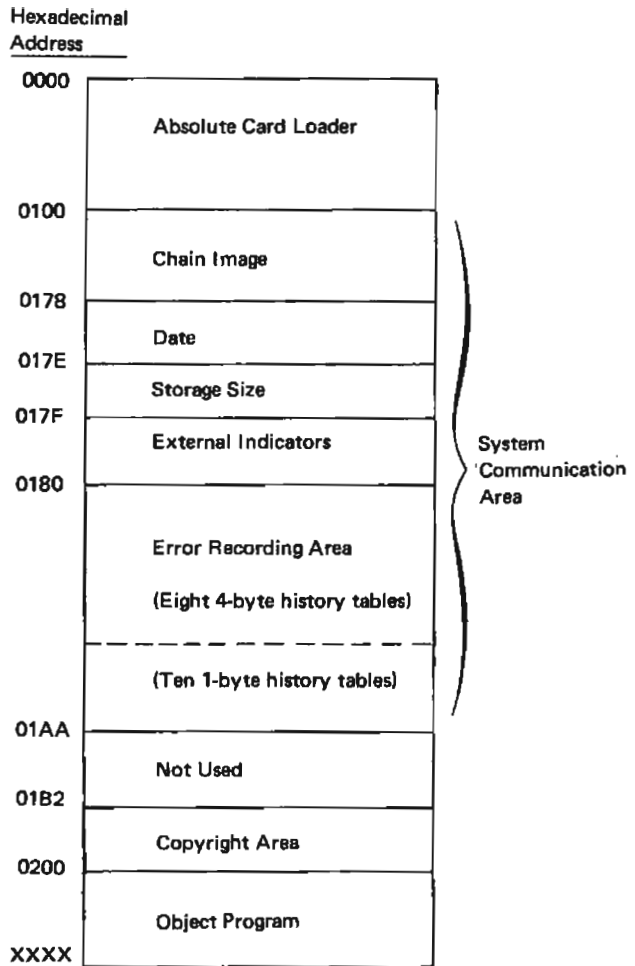 Hexadecimal
Address
0000
Absolute Card Loader
0100
Chain Image
0178
Date
017E
Storage Size
017F
External Indicators
0180
System
Communication
Area
Error Recording Area
(Eight 4-byte history tables)
(Ten 1-byte history tables)
01AA
Not Used
01B2
Copyright Area
0200
Object Program
XXXX